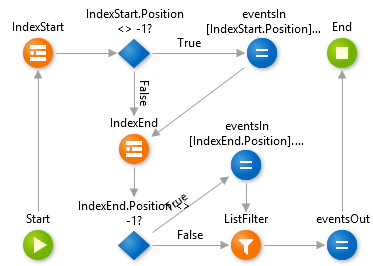 IndexStart
IndexStart.Position
<> -1?
eventsIn
[IndexStart.Position]....
End
True
False
IndexEnd
eventsIn
[IndexEnd.Position]....
True
Start
IndexEnd.Position <>
-1?
False
ListFilter
eventsOut